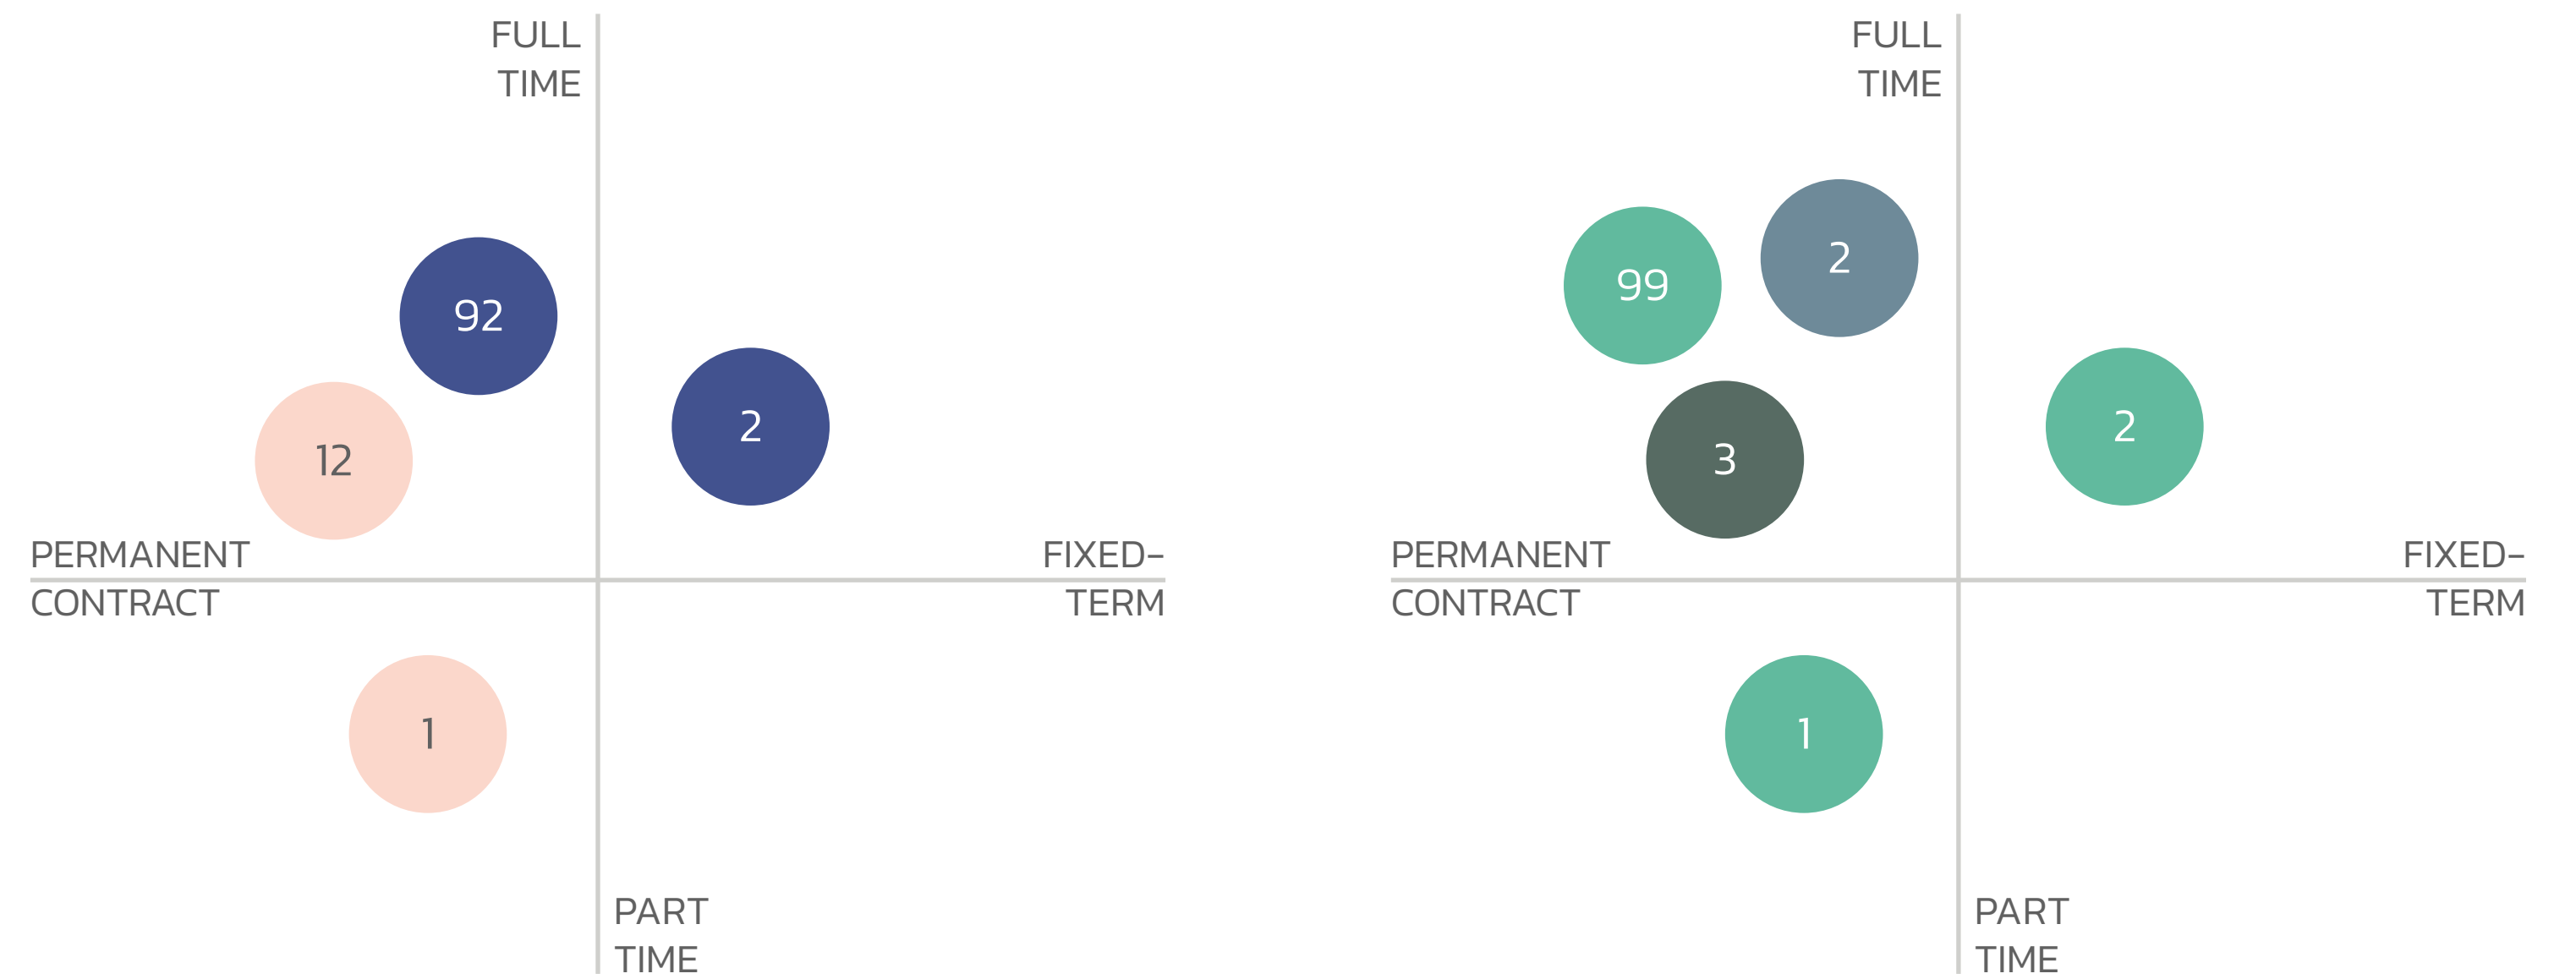 FULL
TIME
92
2
12
PERMANENT
CONTRACT
FIXED-
TERM
1
PART
TIME
FULL
TIME
2
99
2
3
PERMANENT
CONTRACT
FIXED-
TERM
1
PART
TIME